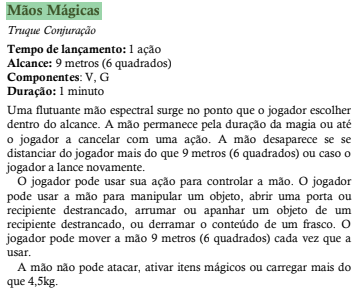 Mãos Mágicas
Truque Conjuração
Tempo de lançamento: 1 ação
Alcance: 9 metros (6 quadrados)
Componentes: V, G
Duração: 1 minuto
Uma flutuante mão espectral surge no ponto que o jogador escolher
dentro do alcance. A mão permanece pela duração da magia ou até
o jogador a cancelar com uma ação. A mão desaparece se se
distanciar do jogador mais do que 9 metros (6 quadrados) ou caso o
jogador a lance novamente.
O jogador pode usar sua ação para controlar a mão. O jogador
pode usar a mão para manipular um objeto, abrir uma porta ou
recipiente destrancado, arrumar ou apanhar um objeto de um
recipiente destrancado, ou derramar o conteúdo de um frasco. O
jogador pode mover a mão 9 metros (6 quadrados) cada vez que a
usar.
A mão não pode atacar, ativar itens mágicos ou carregar mais do
que 4,5kg.